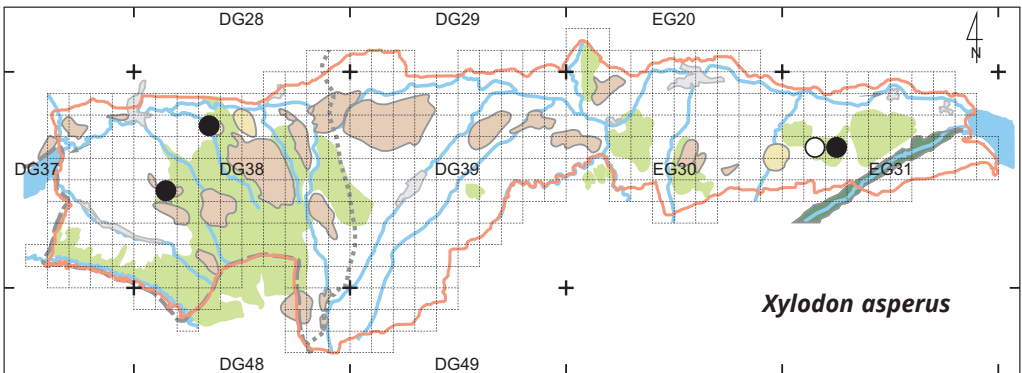 DG28 DG29 EG20
N
DG37 DG38 DG39 EG30 EG31
Xylodon asperus
DG48 DG49